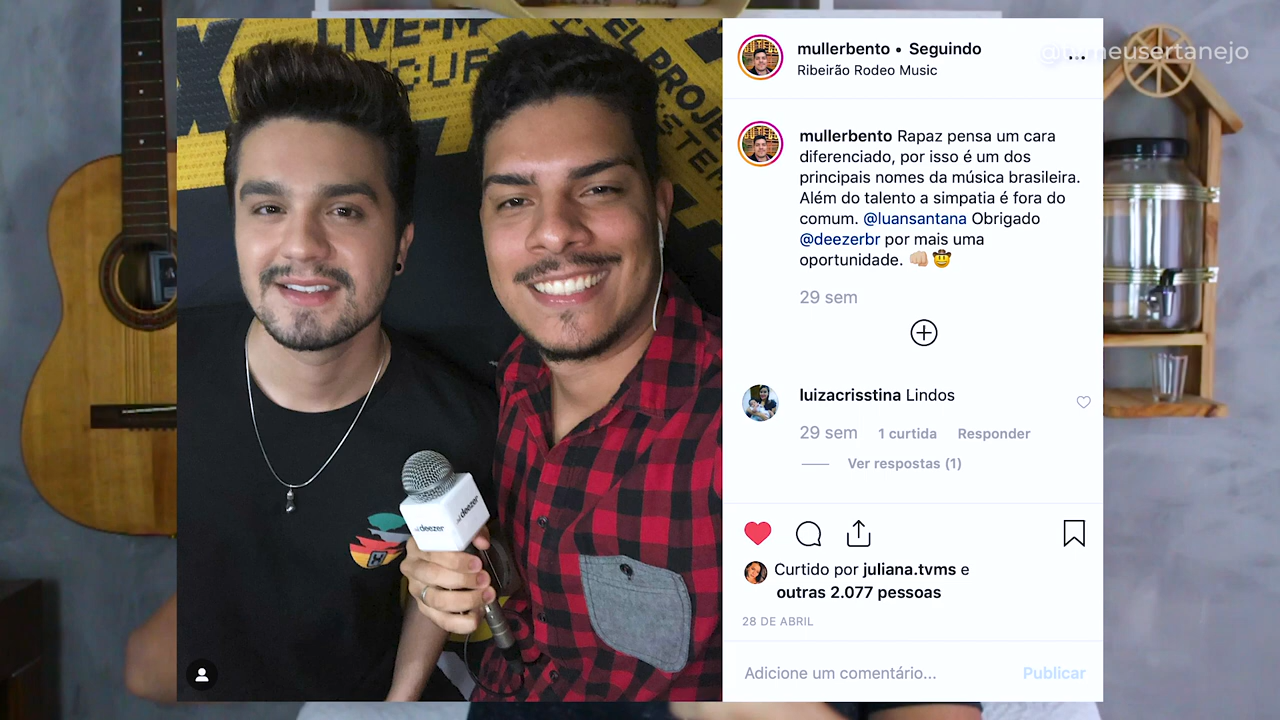 mullerbento • Seguindo
Ribeirão Rodeo Music
mullerbento Rapaz pensa um cara
diferenciado, por isso é um dos
principais nomes da música brasileira.
Além do talento a simpatia é fora do
comum. @luansantana Obrigado
@deezerbr por mais uma
oportunidade. 👊🏼🤠
29 sem
luizacrisstina Lindos
29 sem 1 curtida Responder
Ver respostas (1)
Curtido por juliana.tvms e
outras 2.077 pessoas
28 DE ABRIL
Adicione um comentário... Publicar
LIVE-M
deezer
deezer